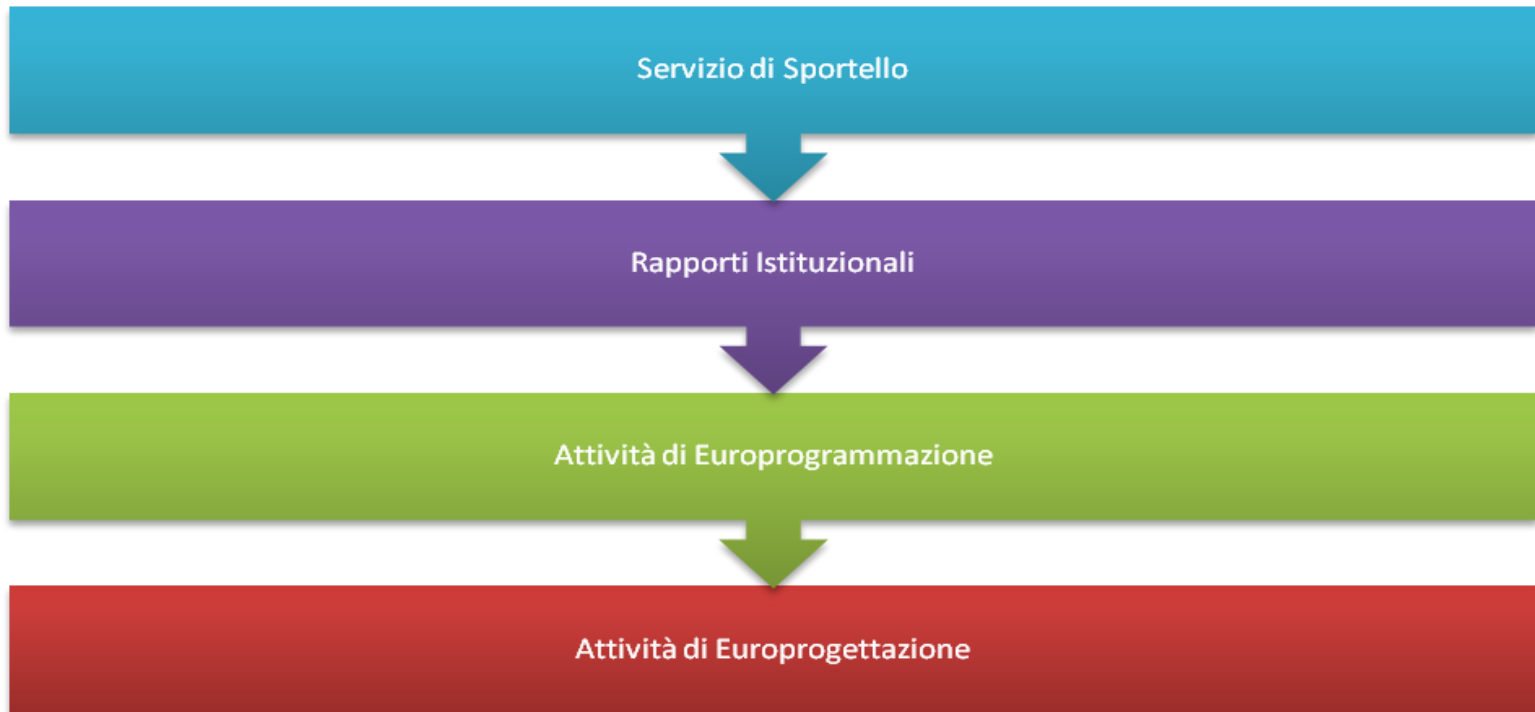 Servizio di Sportello
Rapporti Istituzionali
Attività di Europrogrammazione
Attività di Europrogettazione